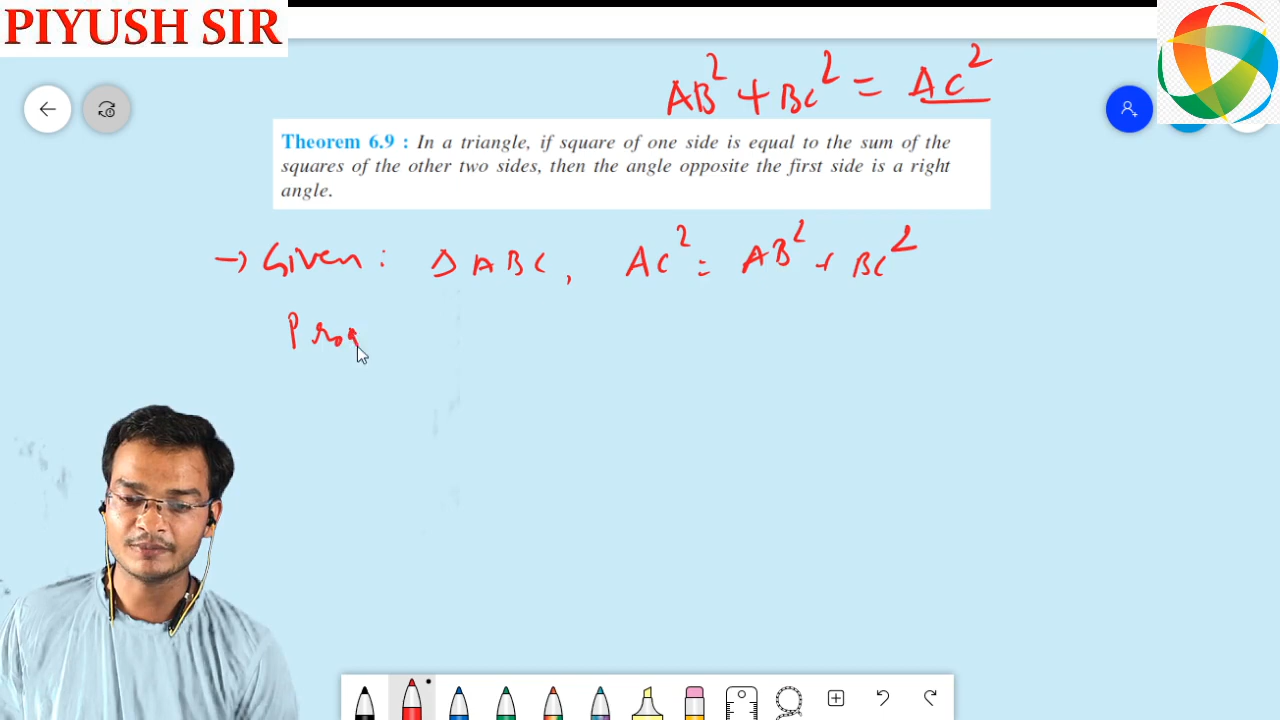 PIYUSH SIR
AB² + BC² = AC²
Theorem 6.9 : In a triangle, if square of one side is equal to the sum of the
squares of the other two sides, then the angle opposite the first side is a right
angle.
→ Given: Δ ABC, AC² = AB² + BC²
Pro